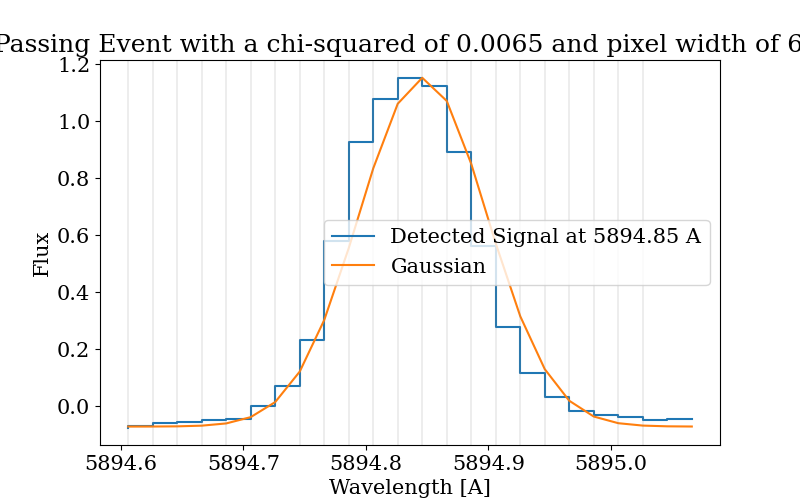 Passing Event with a chi-squared of 0.0065 and pixel width of 6
Flux
1.2
1.0
0.8
0.6
0.4
0.2
0.0
Detected Signal at 5894.85 A
Gaussian
5894.6 5894.7 5894.8 5894.9 5895.0
Wavelength [A]